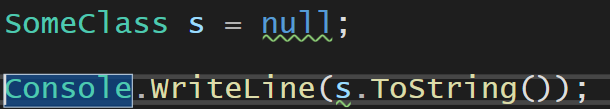 SomeClass s = null;
Console.WriteLine(s.ToString());